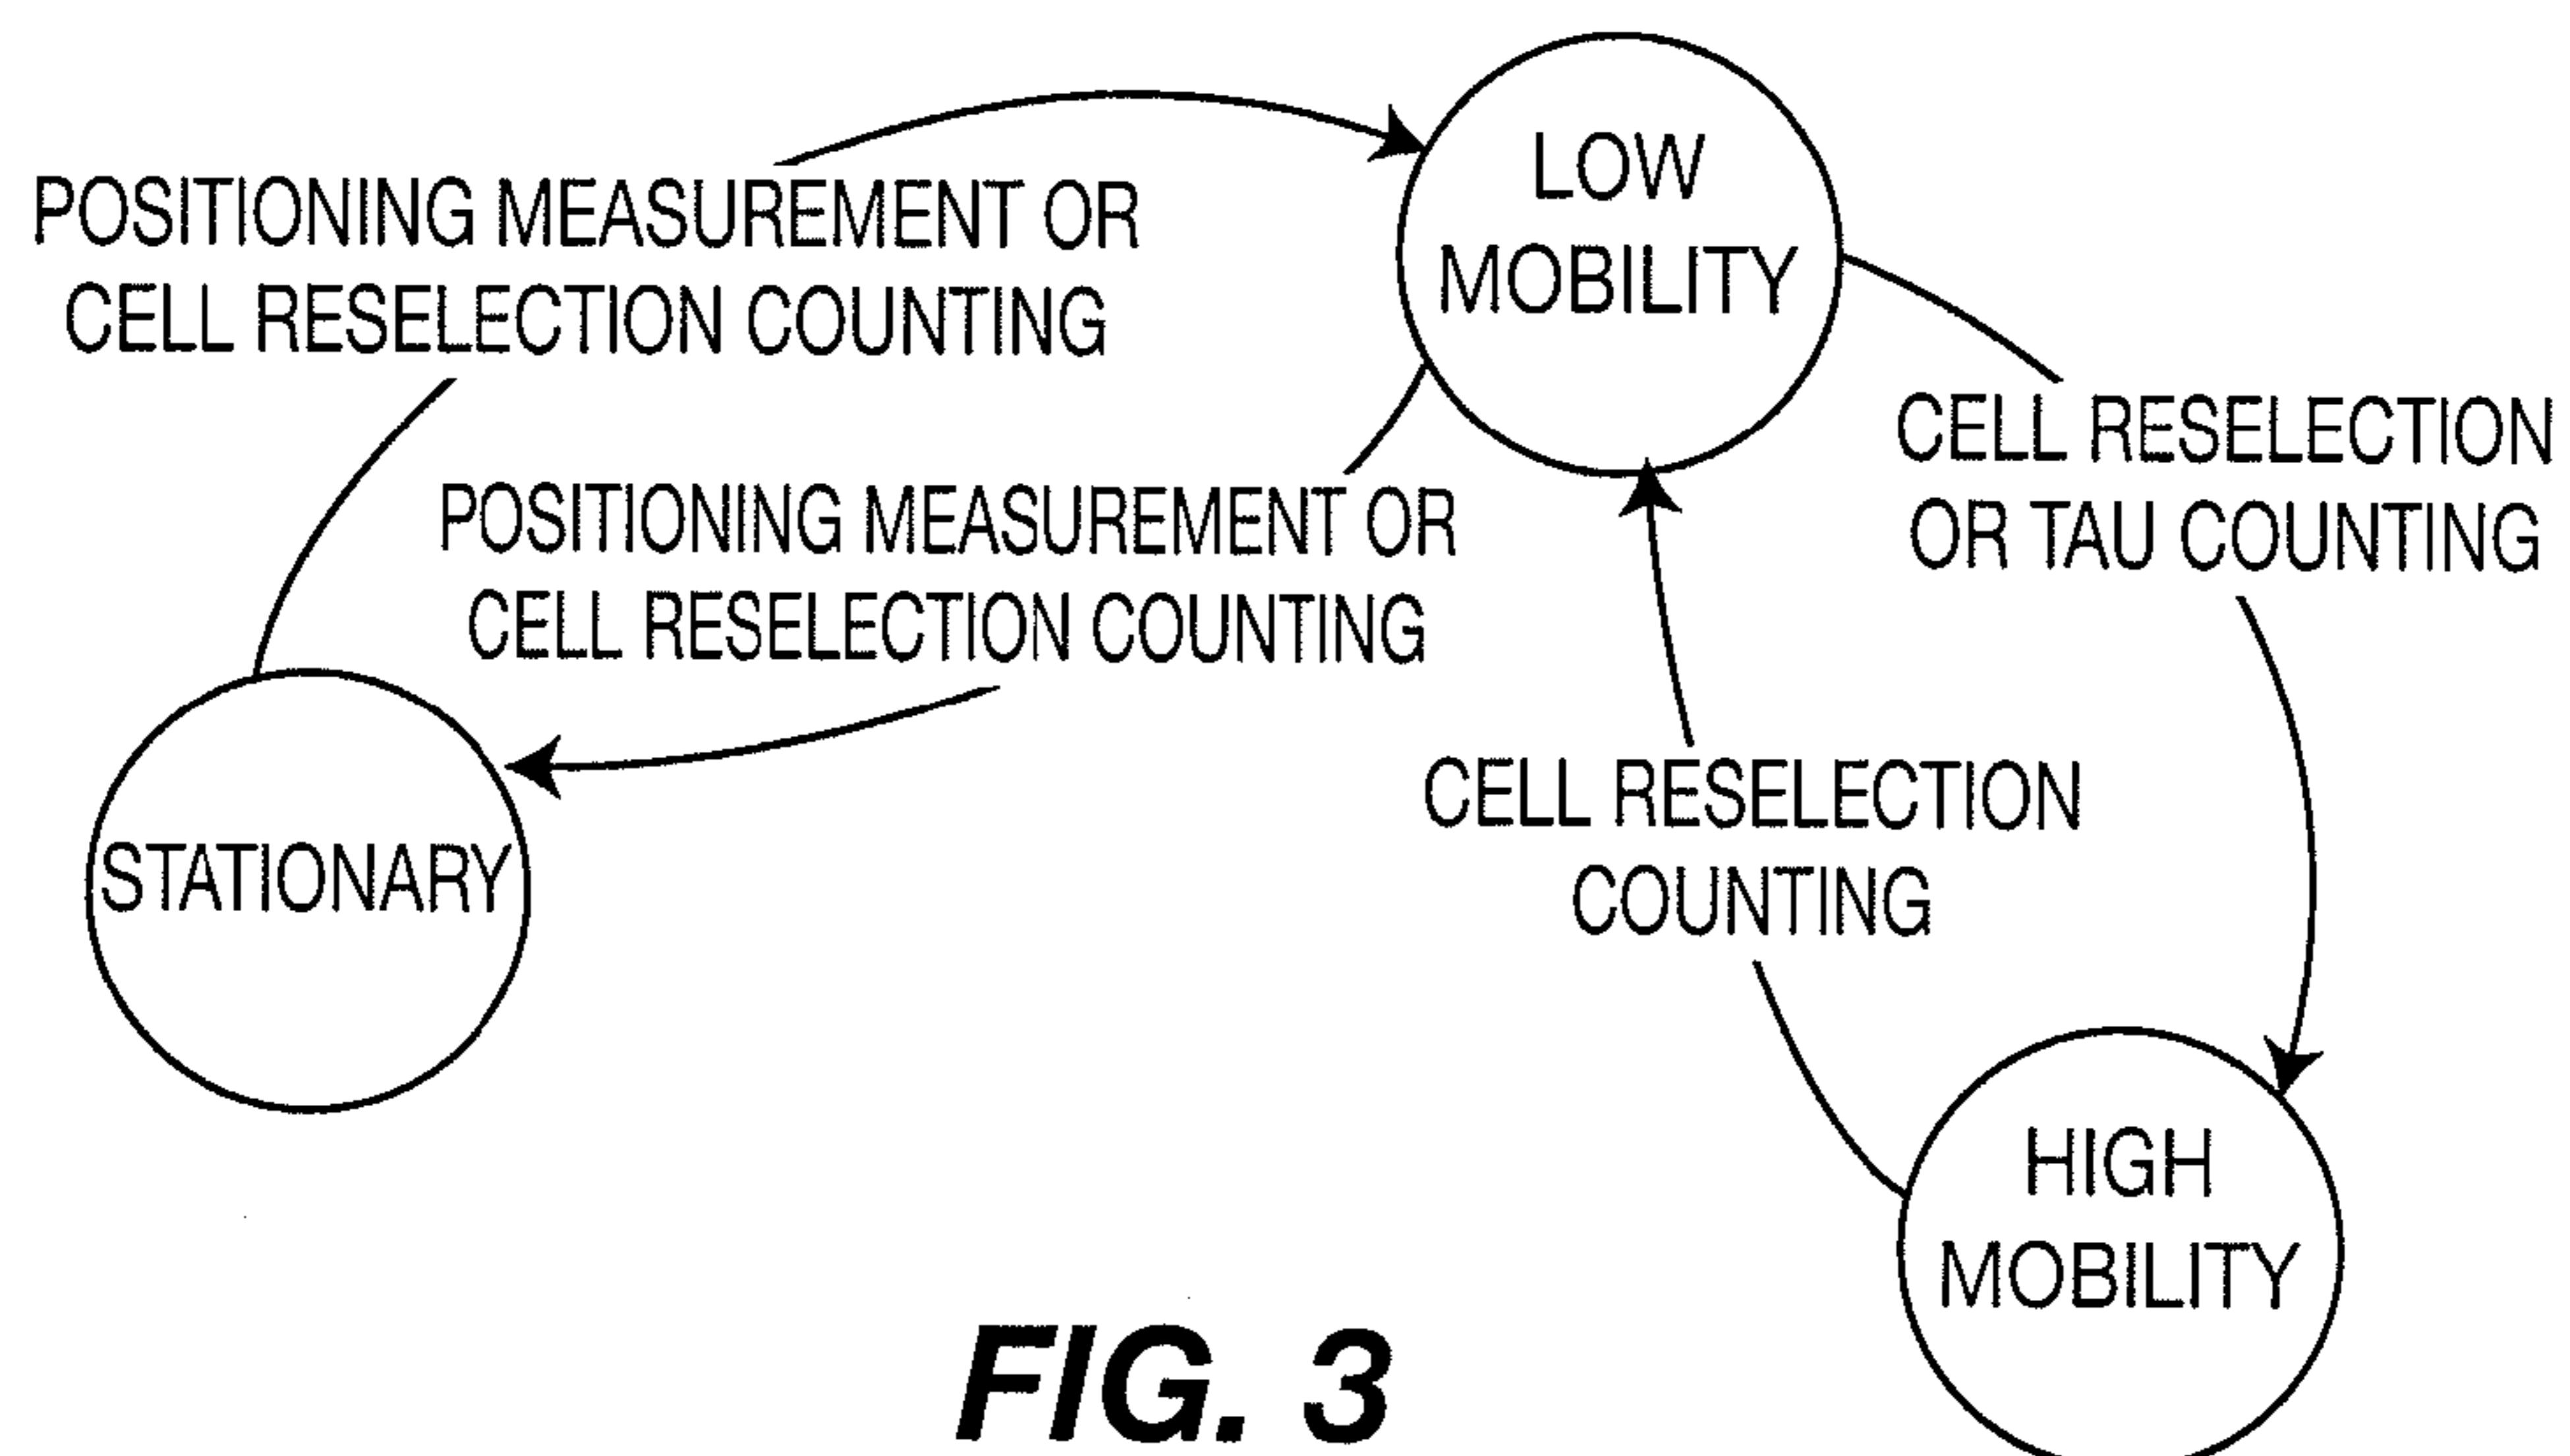 LOW
MOBILITY
POSITIONING MEASUREMENT OR
CELL RESELECTION COUNTING
CELL RESELECTION
OR TAU COUNTING
POSITIONING MEASUREMENT OR
CELL RESELECTION COUNTING
CELL RESELECTION
COUNTING
STATIONARY
HIGH
MOBILITY
FIG. 3